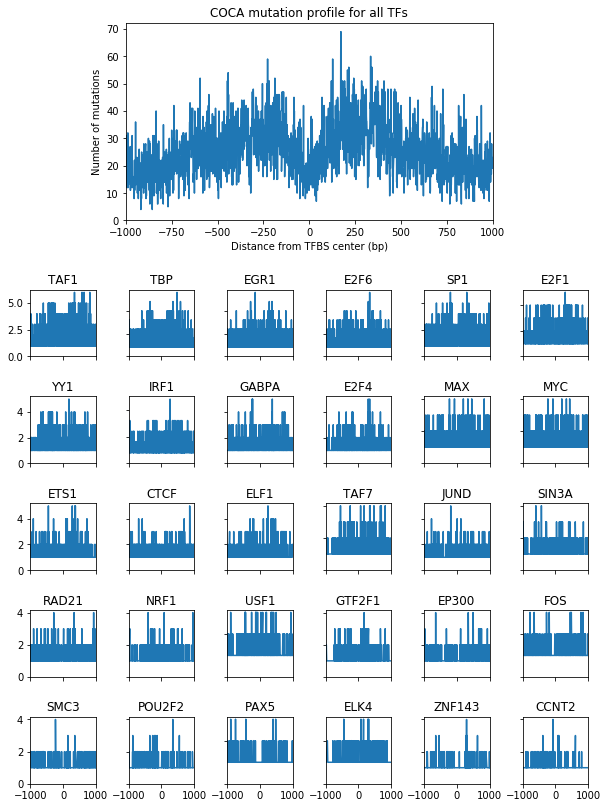 COCA mutation profile for all TFs
Number of mutations
70
60
50
40
30
20
10
0
−1000 −750 −500 −250 0 250 500 750 1000
Distance from TFBS center (bp)
TAF1 TBP EGR1 E2F6 SP1 E2F1
5.0
2.5
0.0
YY1 IRF1 GABPA E2F4 MAX MYC
4
2
0
ETS1 CTCF ELF1 TAF7 JUND SIN3A
4
2
0
RAD21 NRF1 USF1 GTF2F1 EP300 FOS
4
2
0
SMC3 POU2F2 PAX5 ELK4 ZNF143 CCNT2
4
2
0
−1000 0 1000 −1000 0 1000 −1000 0 1000 −1000 0 1000 −1000 0 1000 −1000 0 1000